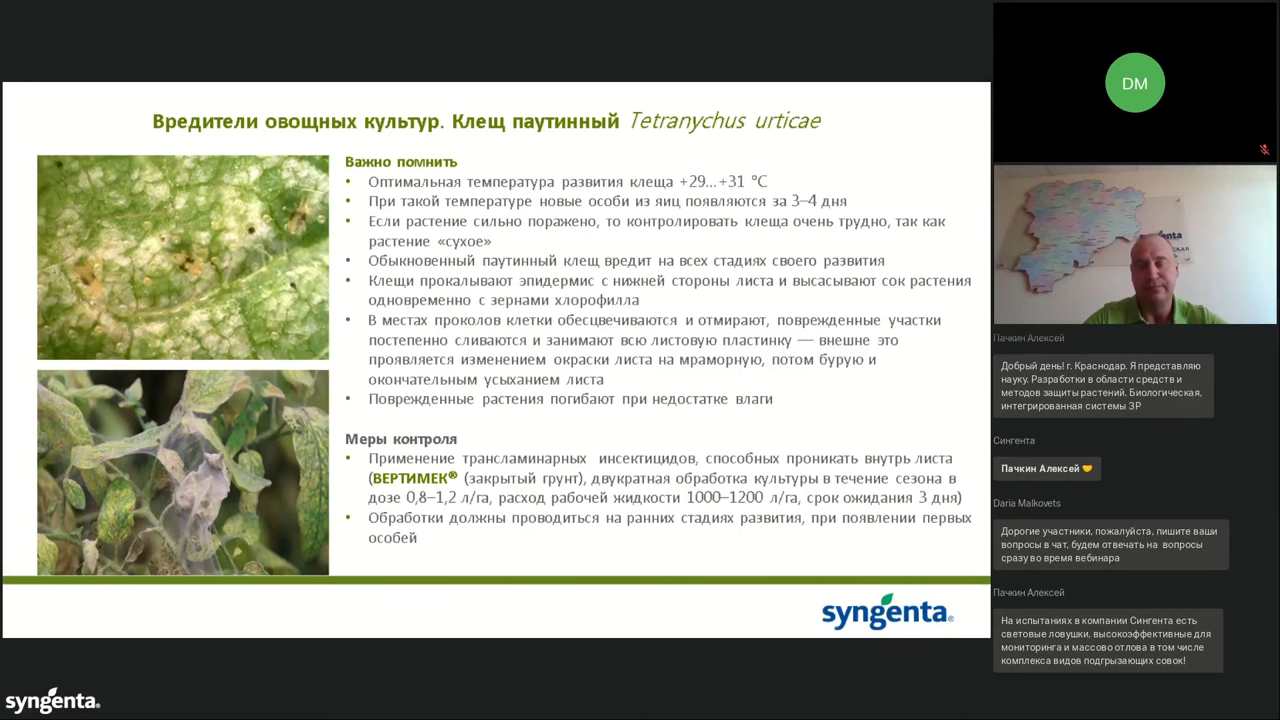 Вредители овощных культур. Клещ паутинный Tetranychus urticae
Важно помнить
• Оптимальная температура развития клеща +29...+31 °C
• При такой температуре новые особи из яиц появляются за 3–4 дня
• Если растение сильно поражено, то контролировать клеща очень трудно, так как
растение «сухое»
• Обыкновенный паутинный клещ вредит на всех стадиях своего развития
• Клещи прокалывают эпидермис с нижней стороны листа и высасывают сок растения
одновременно с зернами хлорофилла
• В местах проколов клетки обесцвечиваются и отмирают, поврежденные участки
постепенно сливаются и занимают всю листовую пластинку — внешне это
проявляется изменением окраски листа на мраморную, потом бурую и
окончательным усыханием листа
• Поврежденные растения погибают при недостатке влаги
Меры контроля
• Применение трансламинарных инсектицидов, способных проникать внутрь листа
(ВЕРТИМЕК® (закрытый грунт), двукратная обработка культуры в течение сезона в
дозе 0,8–1,2 л/га, расход рабочей жидкости 1000–1200 л/га, срок ожидания 3 дня)
• Обработки должны проводиться на ранних стадиях развития, при появлении первых
особей
syngenta®
syngenta®
DM
Пачкин Алексей
Добрый день! г. Краснодар. Я представляю
науку. Разработки в области средств и
методов защиты растений. Биологическая,
интегрированная системы ЗР
Сингента
Пачкин Алексей 🤝
Daria Malkovets
Дорогие участники, пожалуйста, пишите ваши
вопросы в чат, будем отвечать на вопросы
сразу во время вебинара
Пачкин Алексей
На испытаниях в компании Сингента есть
световые ловушки, высокоэффективные для
мониторинга и массово отлова в том числе
комплекса видов подгрызающих совок!